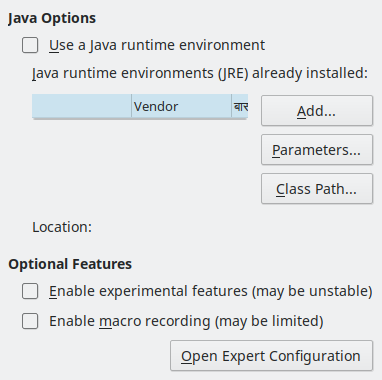 Java Options
Use a Java runtime environment
Java runtime environments (JRE) already installed:
Vendor
Add...
Parameters...
Class Path...
Location:
Optional Features
Enable experimental features (may be unstable)
Enable macro recording (may be limited)
Open Expert Configuration